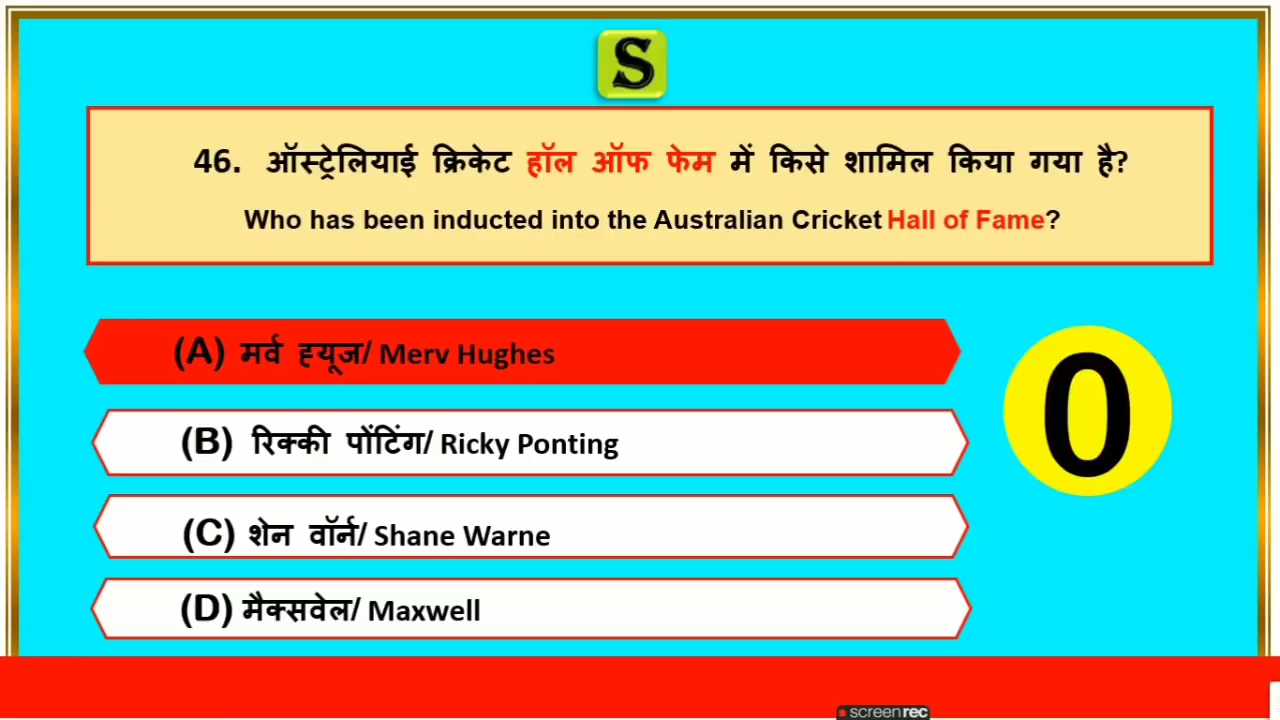 S
46. ऑस्ट्रेलियाई क्रिकेट हॉल ऑफ फेम में किसे शामिल किया गया है?
Who has been inducted into the Australian Cricket Hall of Fame?
(A) मर्व ह्यूज/ Merv Hughes
0
(B) रिक्की पोंटिंग/ Ricky Ponting
(C) शेन वॉर्न/ Shane Warne
(D) मैक्सवेल/ Maxwell
screenrec